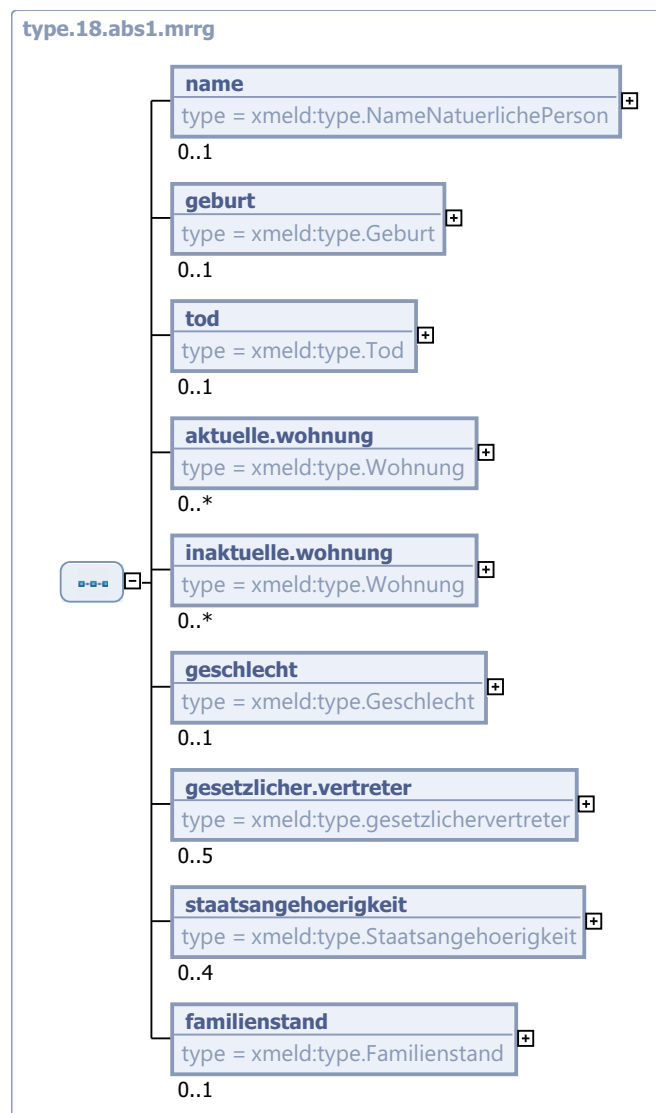 type.18.abs1.mrrg
name
type = xmeld:type.NameNatuerlichePerson
0..1
geburt
type = xmeld:type.Geburt
0..1
tod
type = xmeld:type.Tod
0..1
aktuelle.wohnung
type = xmeld:type.Wohnung
0..*
inaktuelle.wohnung
type = xmeld:type.Wohnung
0..*
geschlecht
type = xmeld:type.Geschlecht
0..1
gesetzlicher.vertreter
type = xmeld:type.gesetzlichervertreter
0..5
staatsangehoerigkeit
type = xmeld:type.Staatsangehoerigkeit
0..4
familienstand
type = xmeld:type.Familienstand
0..1